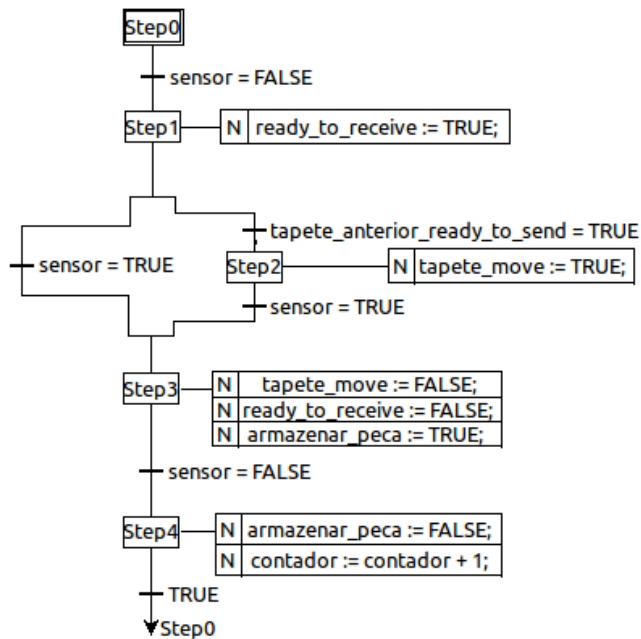 Step0
sensor = FALSE
Step1 N ready_to_receive := TRUE;
tapete_anterior_ready_to_send = TRUE
sensor = TRUE
Step2 N tapete_move := TRUE;
sensor = TRUE
Step3 N tapete_move := FALSE;
N ready_to_receive := FALSE;
N armazenar_peca := TRUE;
sensor = FALSE
Step4 N armazenar_peca := FALSE;
N contador := contador + 1;
TRUE
Step0